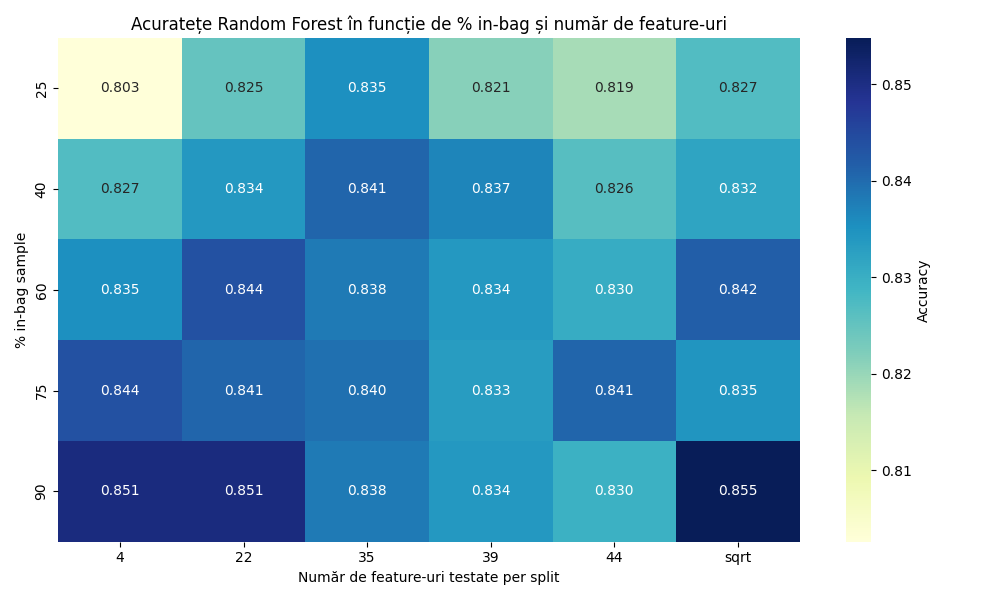 Acuratețe Random Forest în funcție de % in-bag și număr de feature-uri
% in-bag sample
25 0.803 0.825 0.835 0.821 0.819 0.827
40 0.827 0.834 0.841 0.837 0.826 0.832
60 0.835 0.844 0.838 0.834 0.830 0.842
75 0.844 0.841 0.840 0.833 0.841 0.835
90 0.851 0.851 0.838 0.834 0.830 0.855
4 22 35 39 44 sqrt
Număr de feature-uri testate per split
0.85
0.84
0.83
0.82
0.81
Accuracy